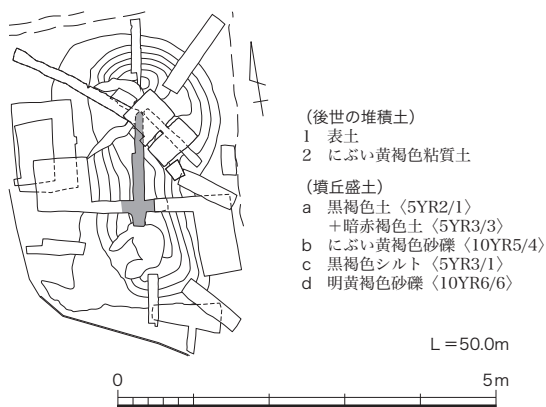 (後世の堆積土)
1 表土
2 にぶい黄褐色粘質土
(墳丘盛土)
a 黒褐色土〈5YR2/1〉
+暗赤褐色土〈5YR3/3〉
b にぶい黄褐色砂礫〈10YR5/4〉
c 黒褐色シルト〈5YR3/1〉
d 明黄褐色砂礫〈10YR6/6〉
L=50.0m
0 5m